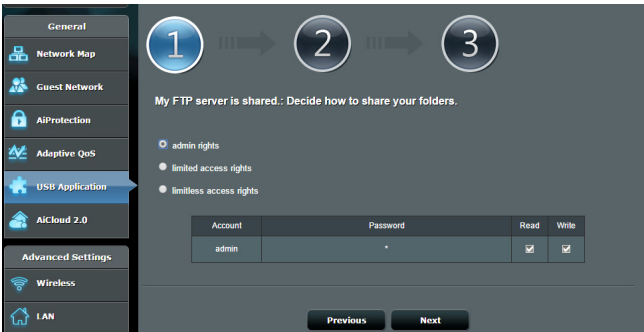 General
Network Map
Guest Network
AiProtection
Adaptive QoS
USB Application
AiCloud 2.0
Advanced Settings
Wireless
LAN
1 2 3
My FTP server is shared.: Decide how to share your folders.
admin rights
limited access rights
limitless access rights
Account Password Read Write
admin *
Previous Next